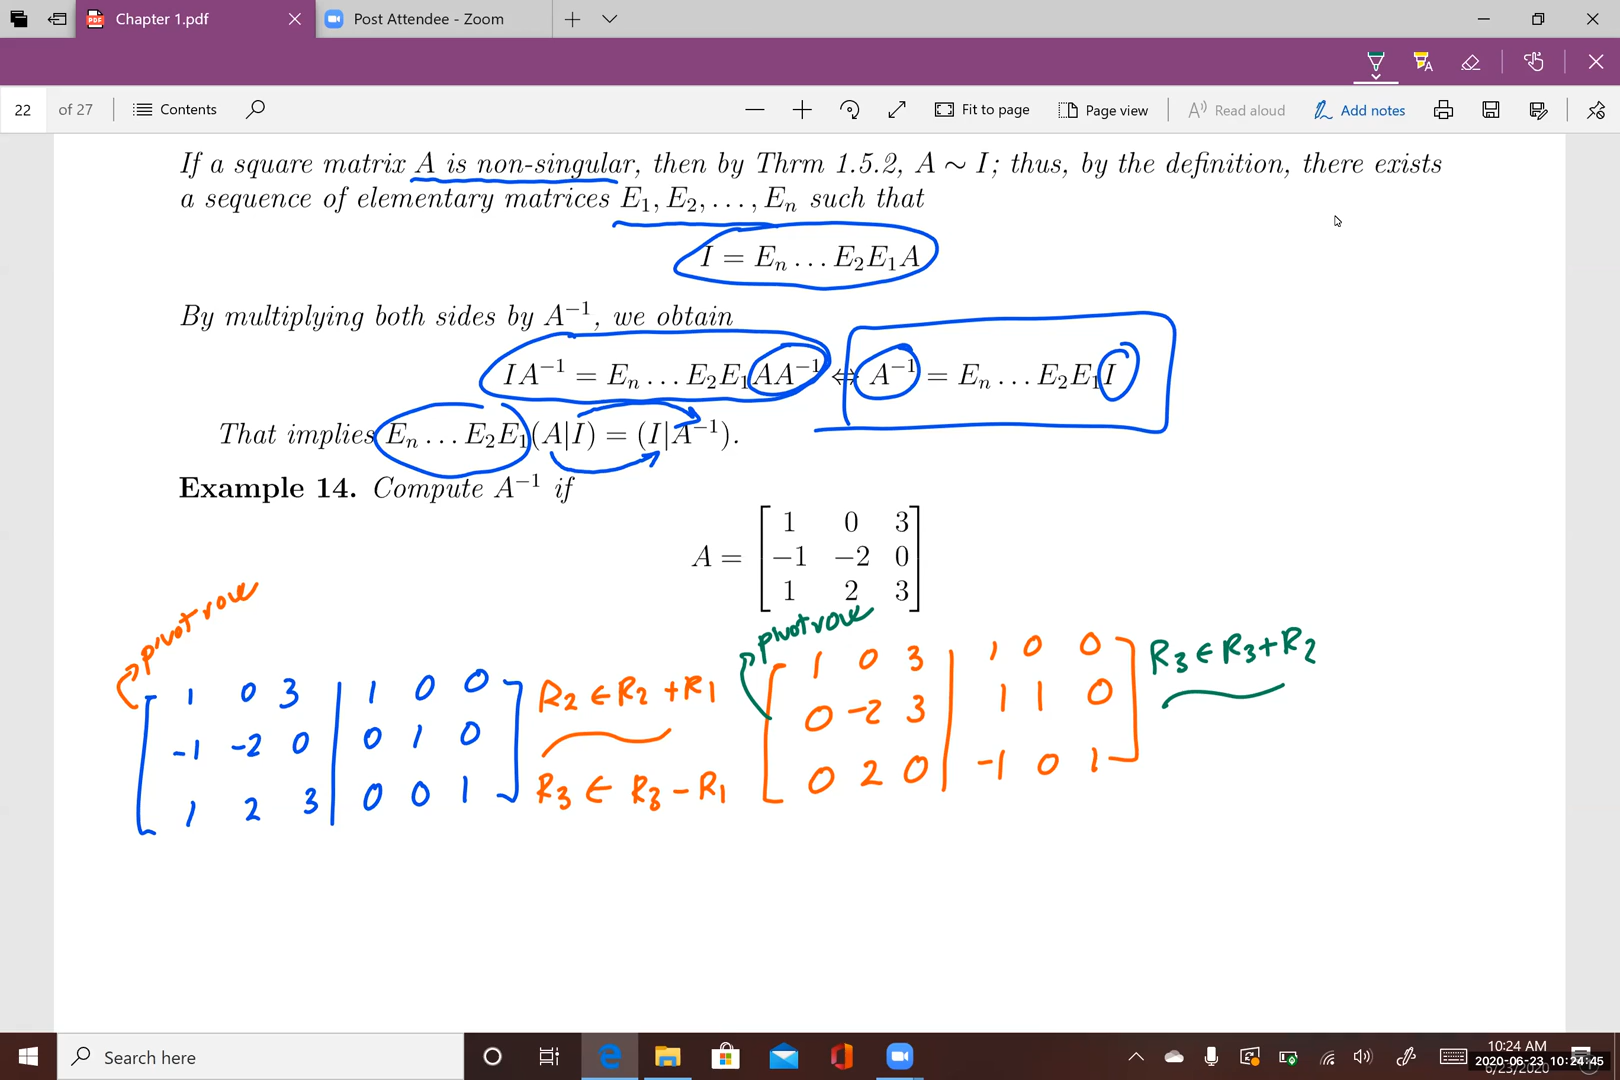 Chapter 1.pdf
Post Attendee - Zoom
22 of 27
Contents
Fit to page
Page view
Read aloud
Add notes
If a square matrix A is non-singular, then by Thrm 1.5.2, A ∼ I; thus, by the definition, there exists
a sequence of elementary matrices E₁, E₂, . . . , Eₙ such that
I = Eₙ . . . E₂E₁A
By multiplying both sides by A⁻¹, we obtain
IA⁻¹ = Eₙ . . . E₂E₁AA⁻¹ ⇔ A⁻¹ = Eₙ . . . E₂E₁I
That implies Eₙ . . . E₂E₁(A|I) = (I|A⁻¹).
Example 14. Compute A⁻¹ if
A = [ 1 0 3
−1 −2 0
1 2 3 ]
pivot row
[ 1 0 3 | 1 0 0
-1 -2 0 | 0 1 0
1 2 3 | 0 0 1 ]
R₂ ← R₂ + R₁
R₃ ← R₃ - R₁
pivot row
[ 1 0 3 | 1 0 0
0 -2 3 | 1 1 0
0 2 0 | -1 0 1 ]
R₃ ← R₃ + R₂
Search here
10:24 AM
2020-06-23 10:24:45
6/23/2020